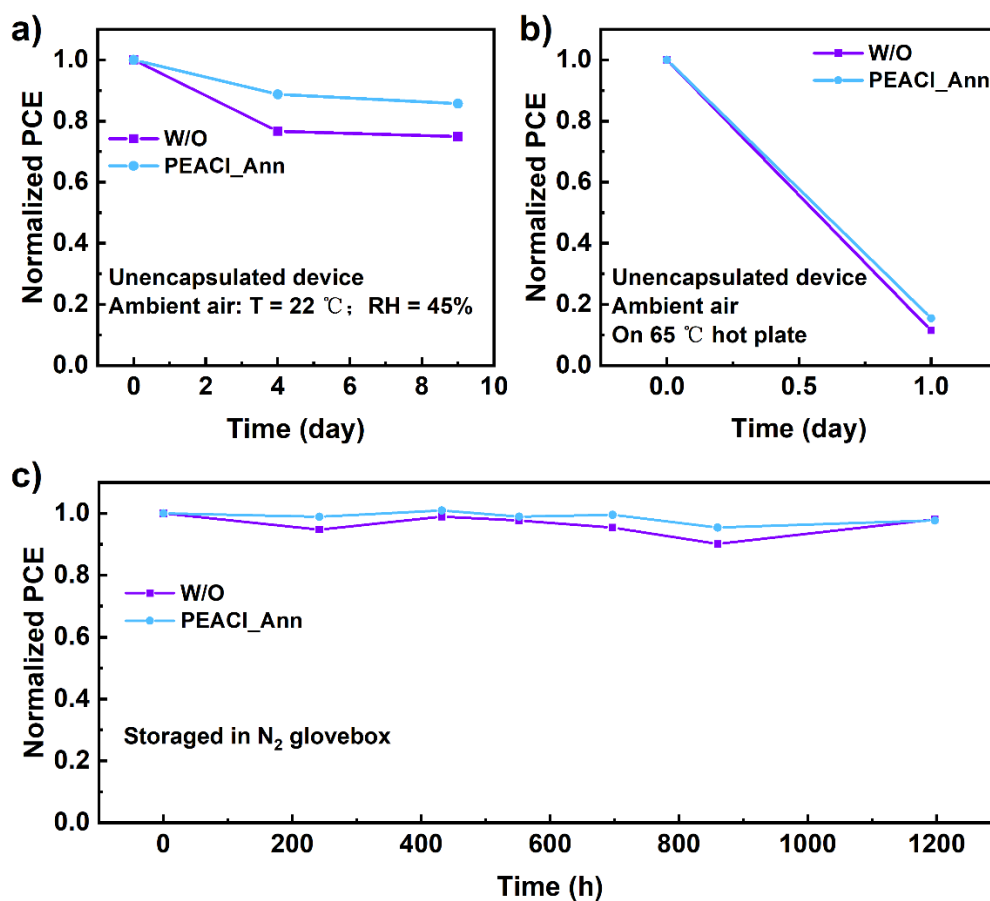 a)
Normalized PCE
1.0
0.8
0.6
0.4
0.2
0.0
W/O
PEACl_Ann
Unencapsulated device
Ambient air: T = 22 ℃; RH = 45%
0 2 4 6 8 10
Time (day)
b)
Normalized PCE
1.0
0.8
0.6
0.4
0.2
0.0
W/O
PEACl_Ann
Unencapsulated device
Ambient air
On 65 ℃ hot plate
0.0 0.5 1.0
Time (day)
c)
Normalized PCE
1.0
0.8
0.6
0.4
0.2
0.0
W/O
PEACl_Ann
Storaged in N₂ glovebox
0 200 400 600 800 1000 1200
Time (h)